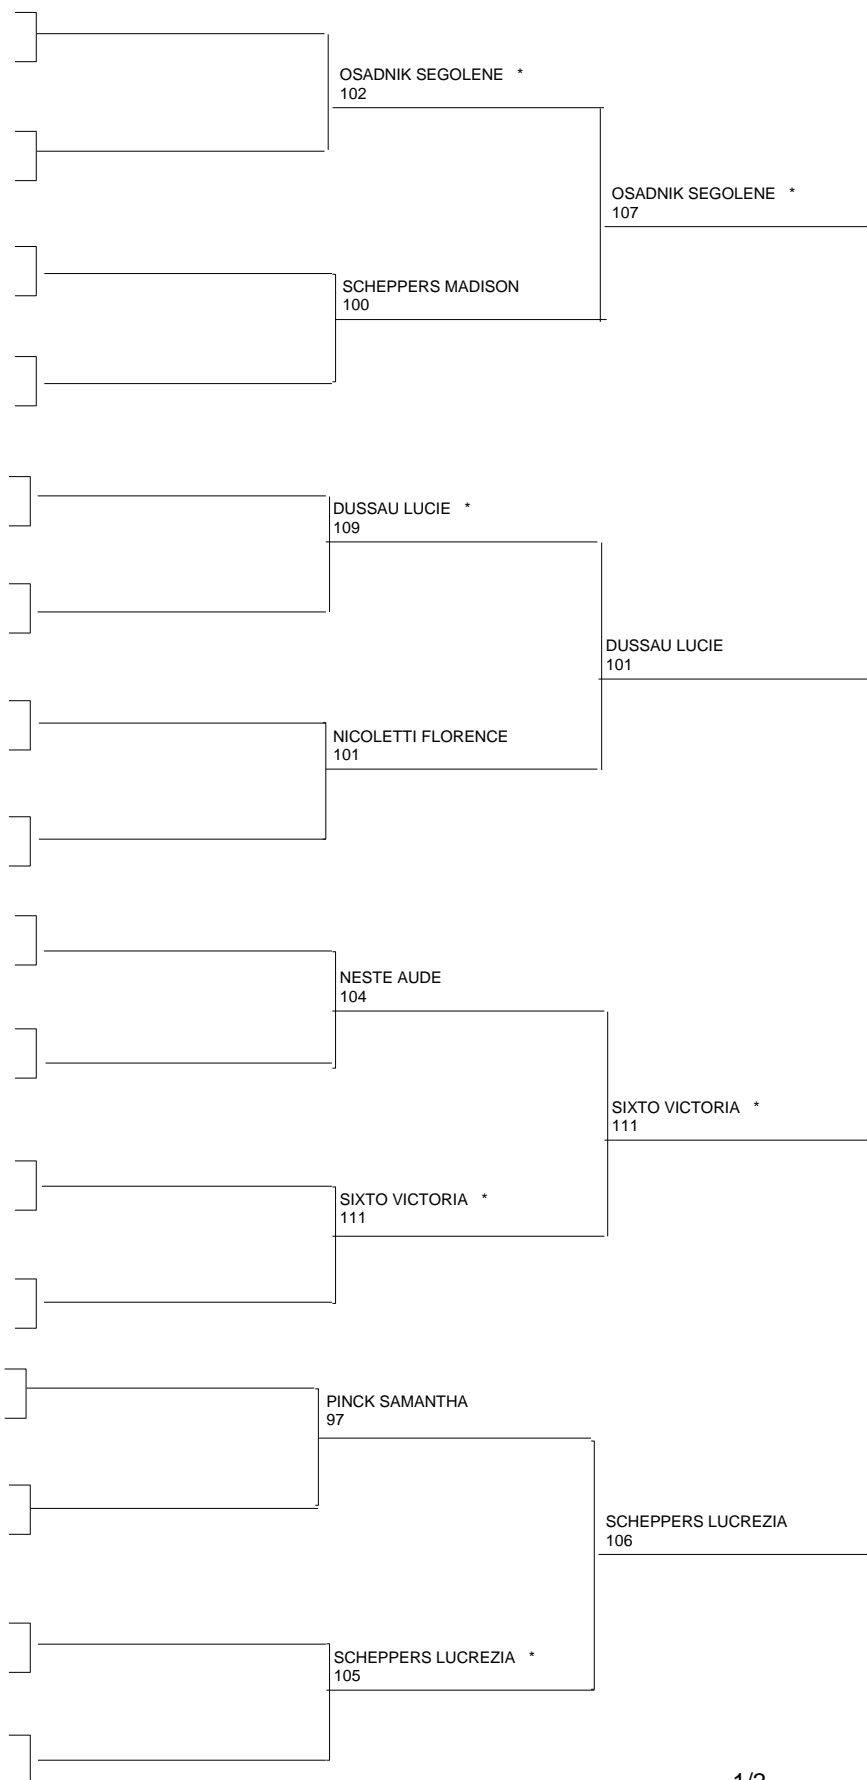 OSADNIK SEGOLENE *
102
OSADNIK SEGOLENE *
107
SCHEPPERS MADISON
100
DUSSAU LUCIE *
109
DUSSAU LUCIE
101
NICOLETTI FLORENCE
101
NESTE AUDE
104
SIXTO VICTORIA *
111
SIXTO VICTORIA *
111
PINCK SAMANTHA
97
SCHEPPERS LUCREZIA
106
SCHEPPERS LUCREZIA *
105